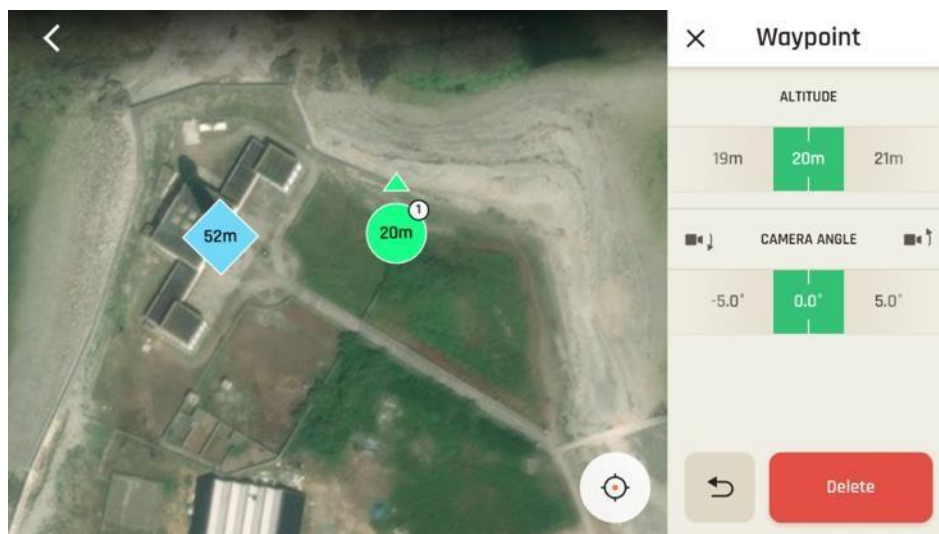 Waypoint
ALTITUDE
19m 20m 21m
CAMERA ANGLE
-5.0° 0.0° 5.0°
52m
1
20m
Delete